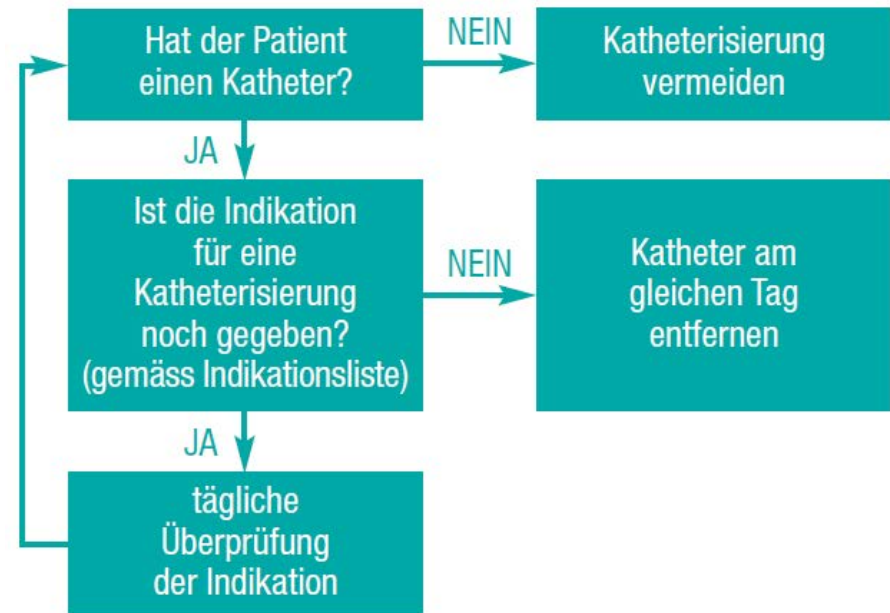 Hat der Patient
einen Katheter?
NEIN
Katheterisierung
vermeiden
JA
Ist die Indikation
für eine
Katheterisierung
noch gegeben?
(gemäss Indikationsliste)
NEIN
Katheter am
gleichen Tag
entfernen
JA
tägliche
Überprüfung
der Indikation